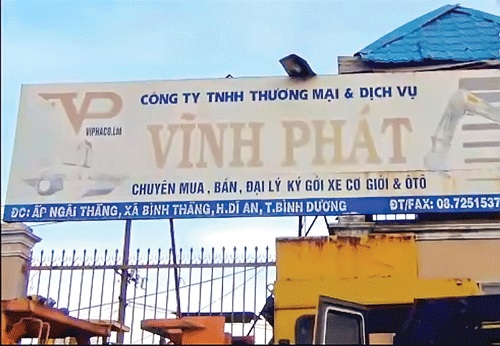 VP
VIPHACO.,Ltd
CÔNG TY TNHH THƯƠNG MẠI & DỊCH VỤ
VĨNH PHÁT
CHUYÊN MUA, BÁN, ĐẠI LÝ KÝ GỞI XE CƠ GIỚI & ÔTÔ
ĐC: ẤP NGÃI THẮNG, XÃ BÌNH THẮNG, H.DĨ AN, T.BÌNH DƯƠNG
ĐT/FAX: 08.7251537